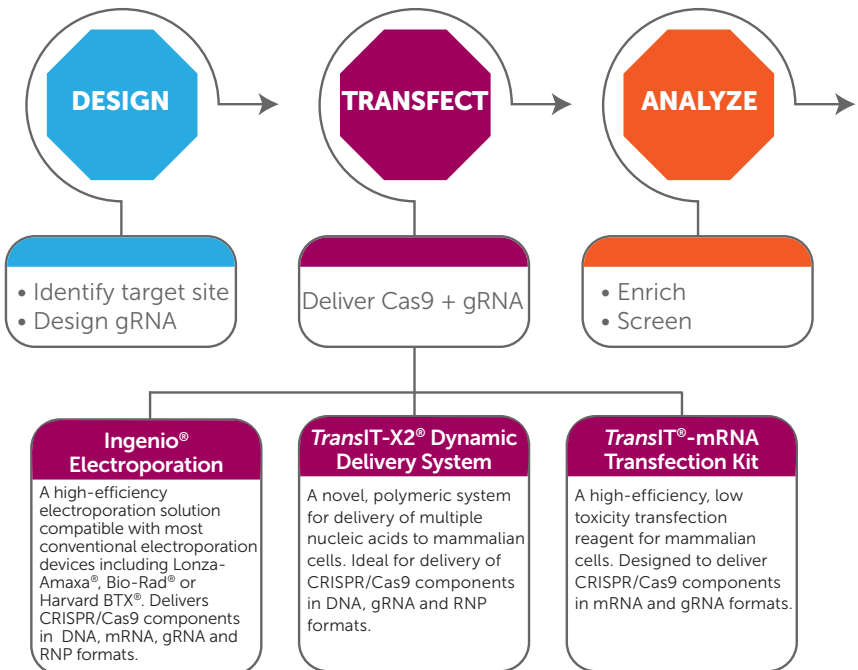 DESIGN
TRANSFECT
ANALYZE
• Identify target site
• Design gRNA
Deliver Cas9 + gRNA
• Enrich
• Screen
Ingenio®
Electroporation
A high-efficiency
electroporation solution
compatible with most
conventional electroporation
devices including Lonza-
Amaxa®, Bio-Rad® or
Harvard BTX®. Delivers
CRISPR/Cas9 components
in DNA, mRNA, gRNA and
RNP formats.
TransIT-X2® Dynamic
Delivery System
A novel, polymeric system
for delivery of multiple
nucleic acids to mammalian
cells. Ideal for delivery of
CRISPR/Cas9 components
in DNA, gRNA and RNP
formats.
TransIT®-mRNA
Transfection Kit
A high-efficiency, low
toxicity transfection
reagent for mammalian
cells. Designed to deliver
CRISPR/Cas9 components
in mRNA and gRNA formats.